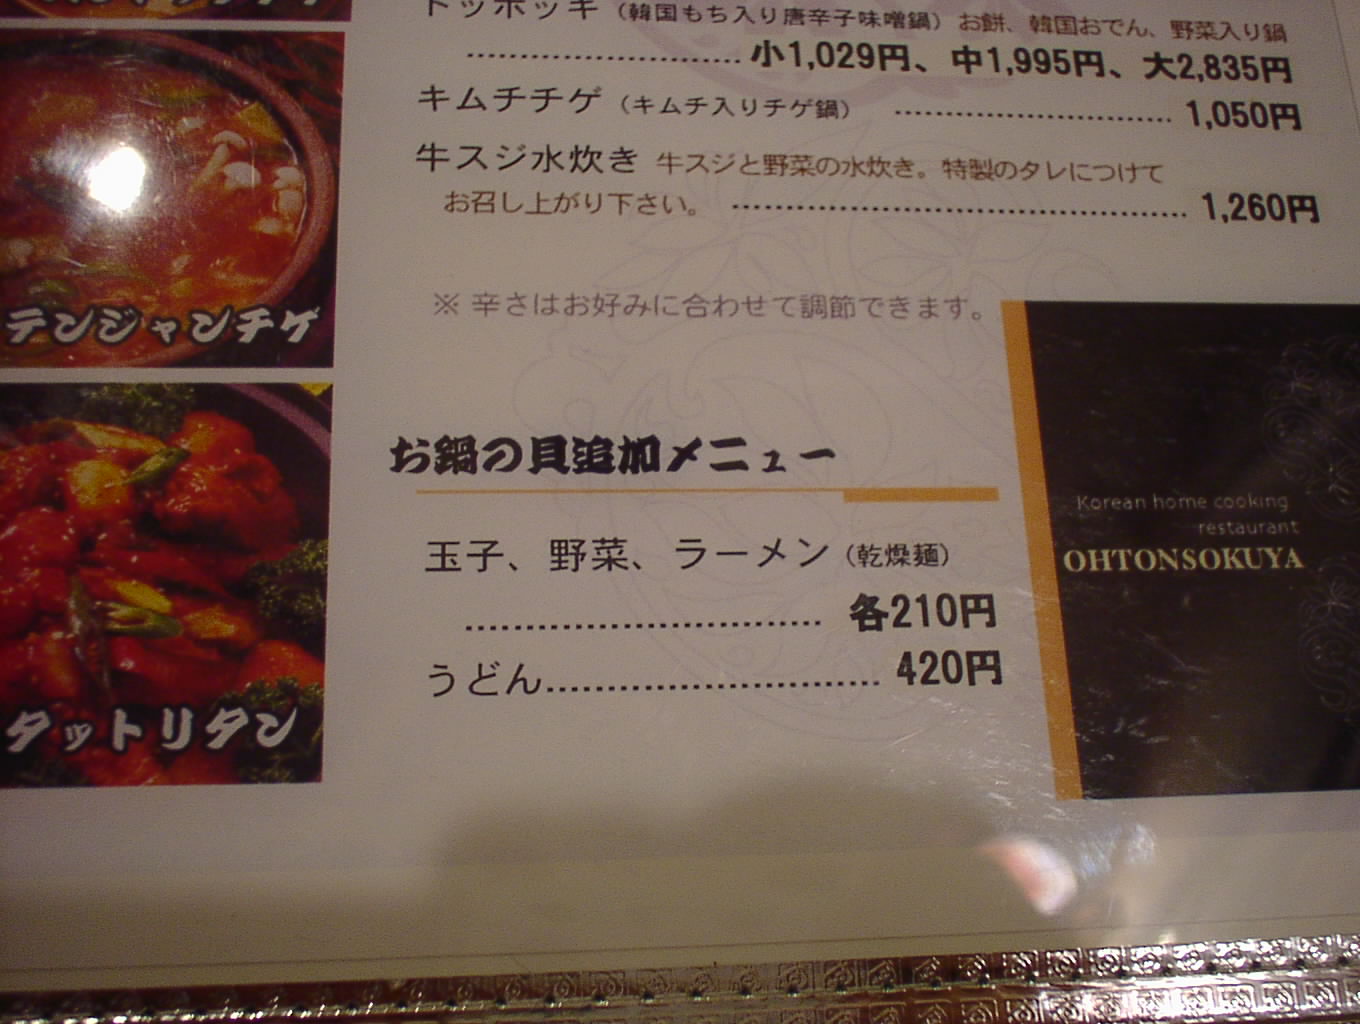 トッポッキ（韓国もち入り唐辛子味噌鍋）お餅、韓国おでん、野菜入り鍋
.............................小1,029円、中1,995円、大2,835円
キムチチゲ（キムチ入りチゲ鍋） .............................1,050円
牛スジ水炊き 牛スジと野菜の水炊き。特製のタレにつけて
お召し上がり下さい。 ................................................1,260円
※ 辛さはお好みに合わせて調節できます。
テンジャンチゲ
お鍋の具追加メニュー
玉子、野菜、ラーメン（乾燥麺）
.....................................各210円
うどん...................................420円
タットリタン
Korean home cooking
restaurant
OHTONSOKUYA